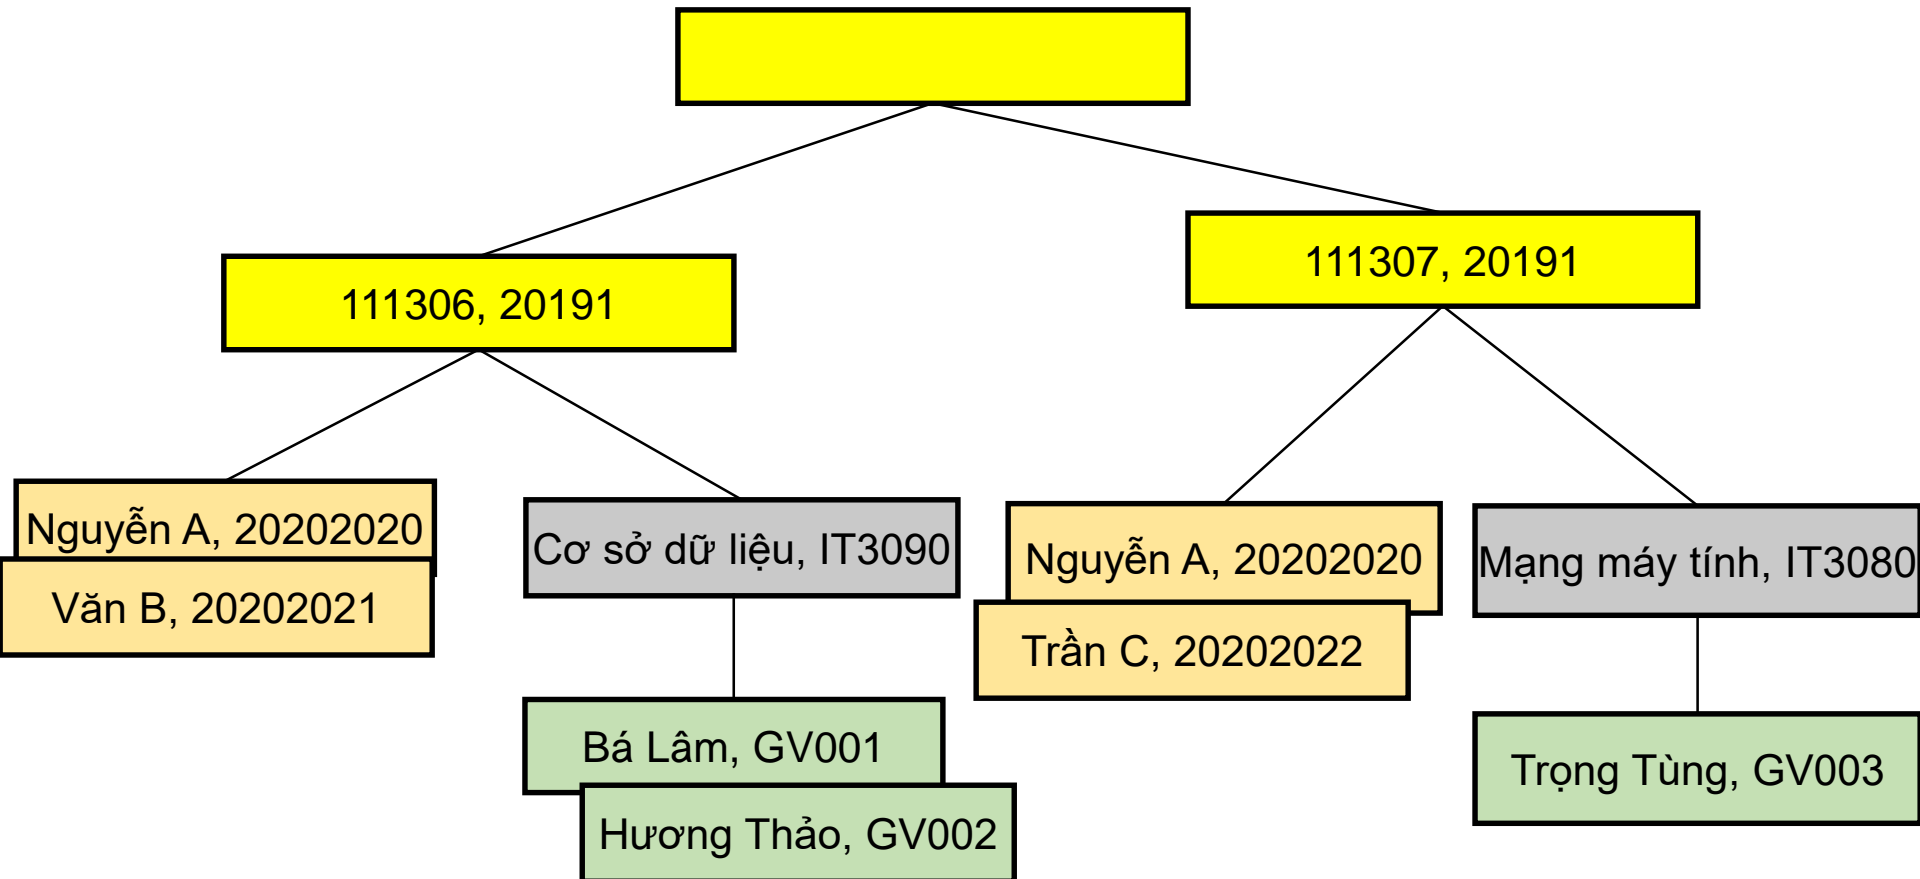 111307, 20191
111306, 20191
Nguyễn A, 20202020
Văn B, 20202021
Cơ sở dữ liệu, IT3090
Nguyễn A, 20202020
Trần C, 20202022
Mạng máy tính, IT3080
Bá Lâm, GV001
Hương Thảo, GV002
Trọng Tùng, GV003